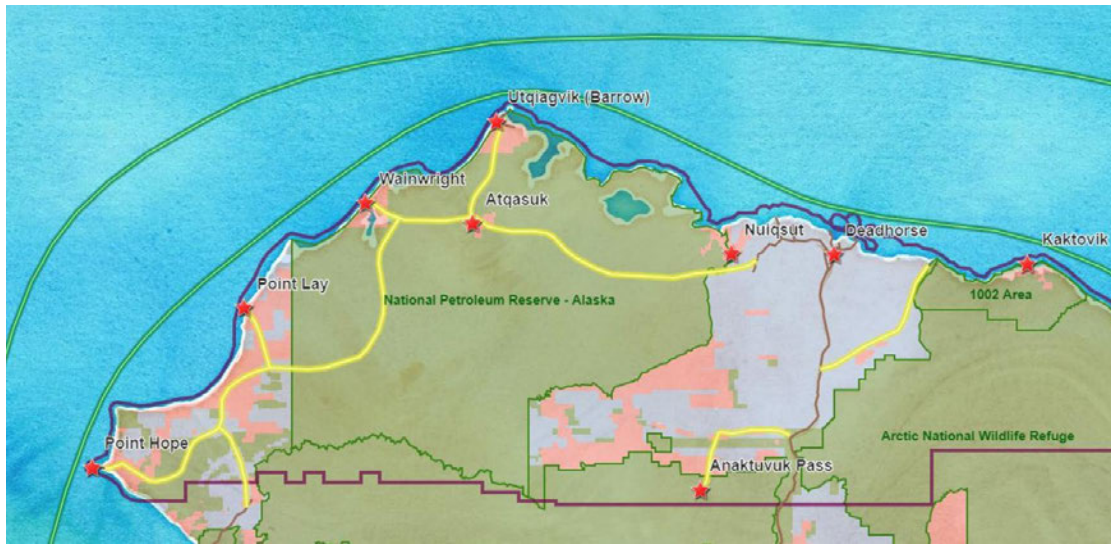 Utqiagvik (Barrow)
Wainwright
Atqasuk
Nuiqsut
Deadhorse
Kaktovik
Point Lay
National Petroleum Reserve - Alaska
1002 Area
Point Hope
Arctic National Wildlife Refuge
Anaktuvuk Pass